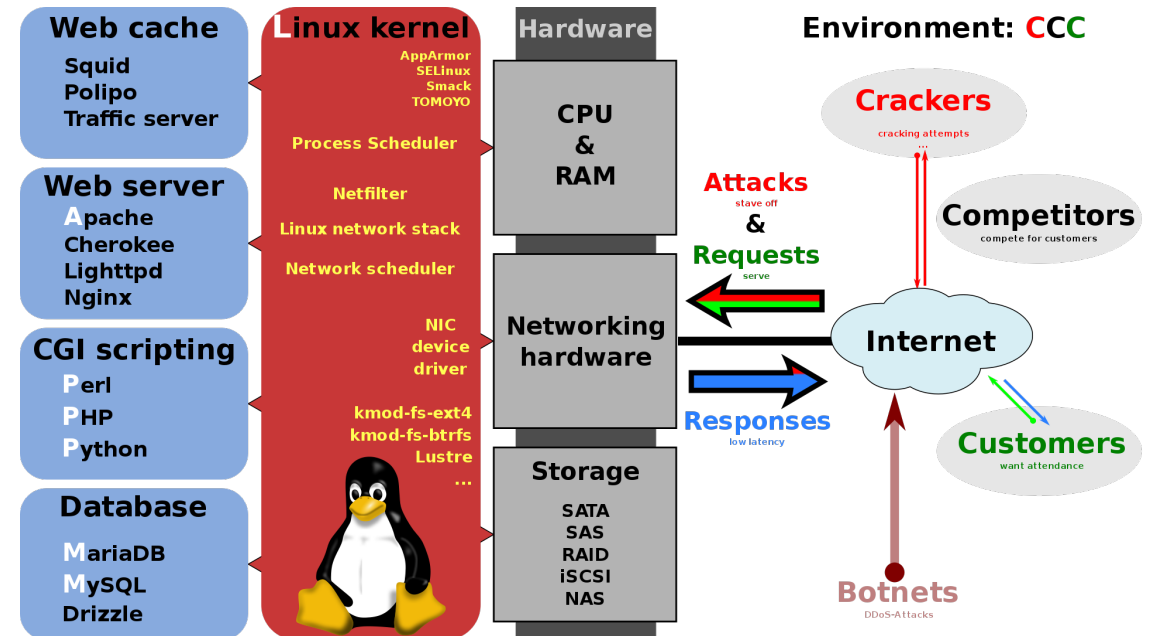 Web cache
Squid
Polipo
Traffic server
Web server
Apache
Cherokee
Lighttpd
Nginx
CGI scripting
Perl
PHP
Python
Database
MariaDB
MySQL
Drizzle
Linux kernel
AppArmor
SELinux
Smack
TOMOYO
Process Scheduler
Netfilter
Linux network stack
Network scheduler
NIC
device
driver
kmod-fs-ext4
kmod-fs-btrfs
Lustre
...
Hardware
CPU
&
RAM
Networking
hardware
Storage
SATA
SAS
RAID
iSCSI
NAS
Environment: CCC
Crackers
cracking attempts
...
Competitors
compete for customers
Attacks
stave off
&
Requests
serve
Internet
Responses
low latency
Customers
want attendance
Botnets
DDoS-Attacks